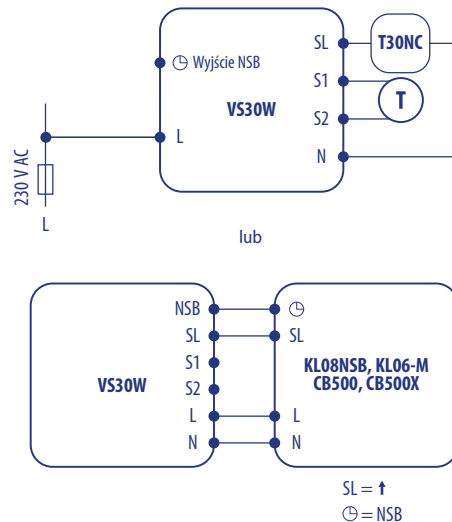 SL
T30NC
Wyjście NSB
S1
VS30W
T
S2
L
N
230 V AC
L
lub
NSB
SL
SL
S1
KL08NSB, KL06-M
VS30W
CB500, CB500X
S2
L
L
N
N
SL = ⬆
= NSB